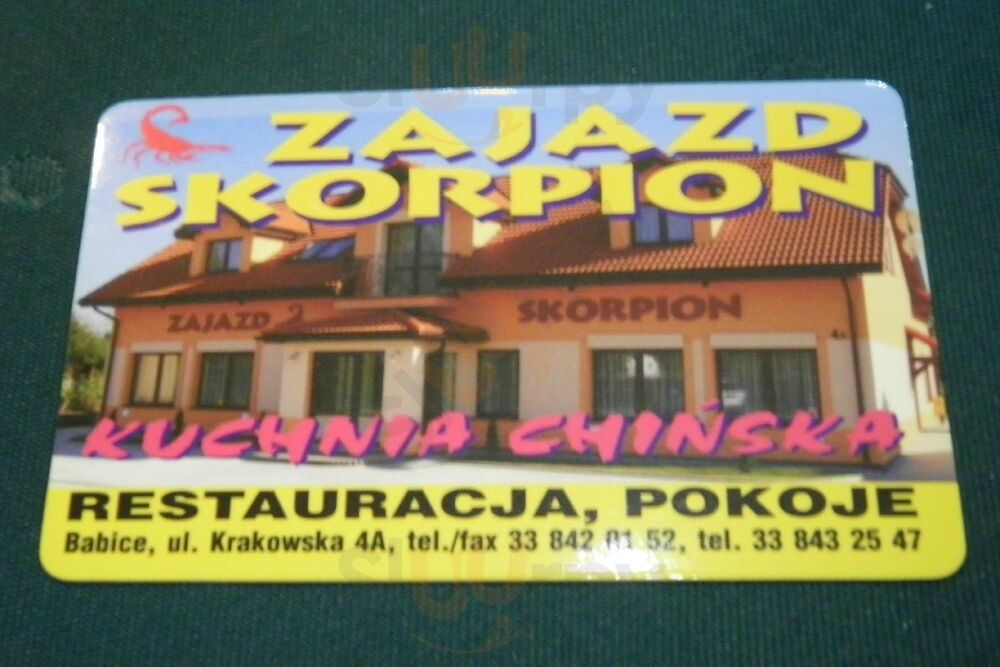 ZAJAZD
SKORPION
ZAJAZD
SKORPION
4A
KUCHNIA CHIŃSKA
RESTAURACJA, POKOJE
Babice, ul. Krakowska 4A, tel./fax 33 842 01 52, tel. 33 843 25 47